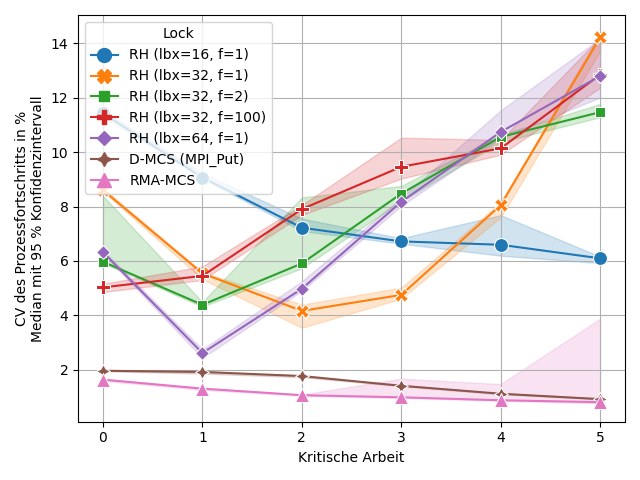 Lock
RH (lbx=16, f=1)
RH (lbx=32, f=1)
RH (lbx=32, f=2)
RH (lbx=32, f=100)
RH (lbx=64, f=1)
D-MCS (MPI_Put)
RMA-MCS
CV des Prozessfortschritts in %
Median mit 95 % Konfidenzintervall
14
12
10
8
6
4
2
0 1 2 3 4 5
Kritische Arbeit